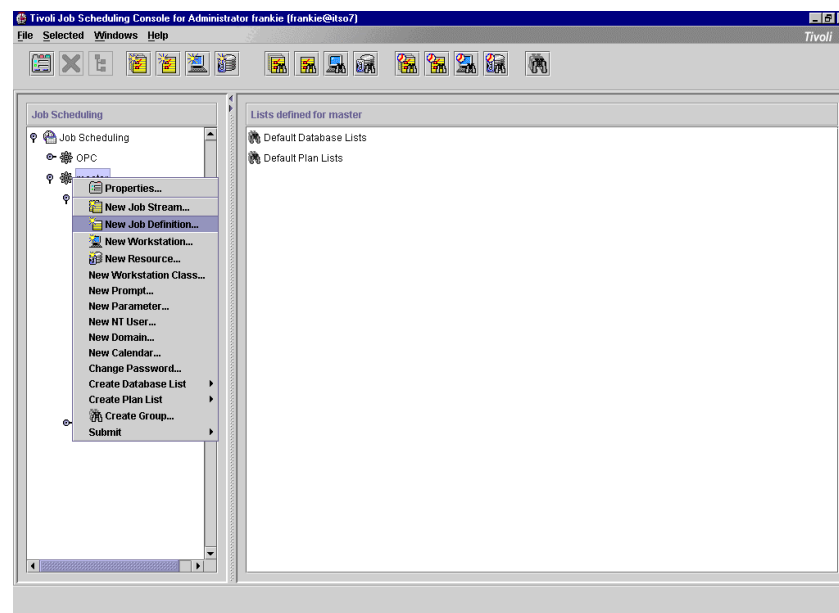 Tivoli Job Scheduling Console for Administrator frankie (frankie@itso7)
File Selected Windows Help
Tivoli
Job Scheduling
Lists defined for master
Job Scheduling
Default Database Lists
OPC
Default Plan Lists
Properties...
New Job Stream...
New Job Definition...
New Workstation...
New Resource...
New Workstation Class...
New Prompt...
New Parameter...
New NT User...
New Domain...
New Calendar...
Change Password...
Create Database List
Create Plan List
Create Group...
Submit